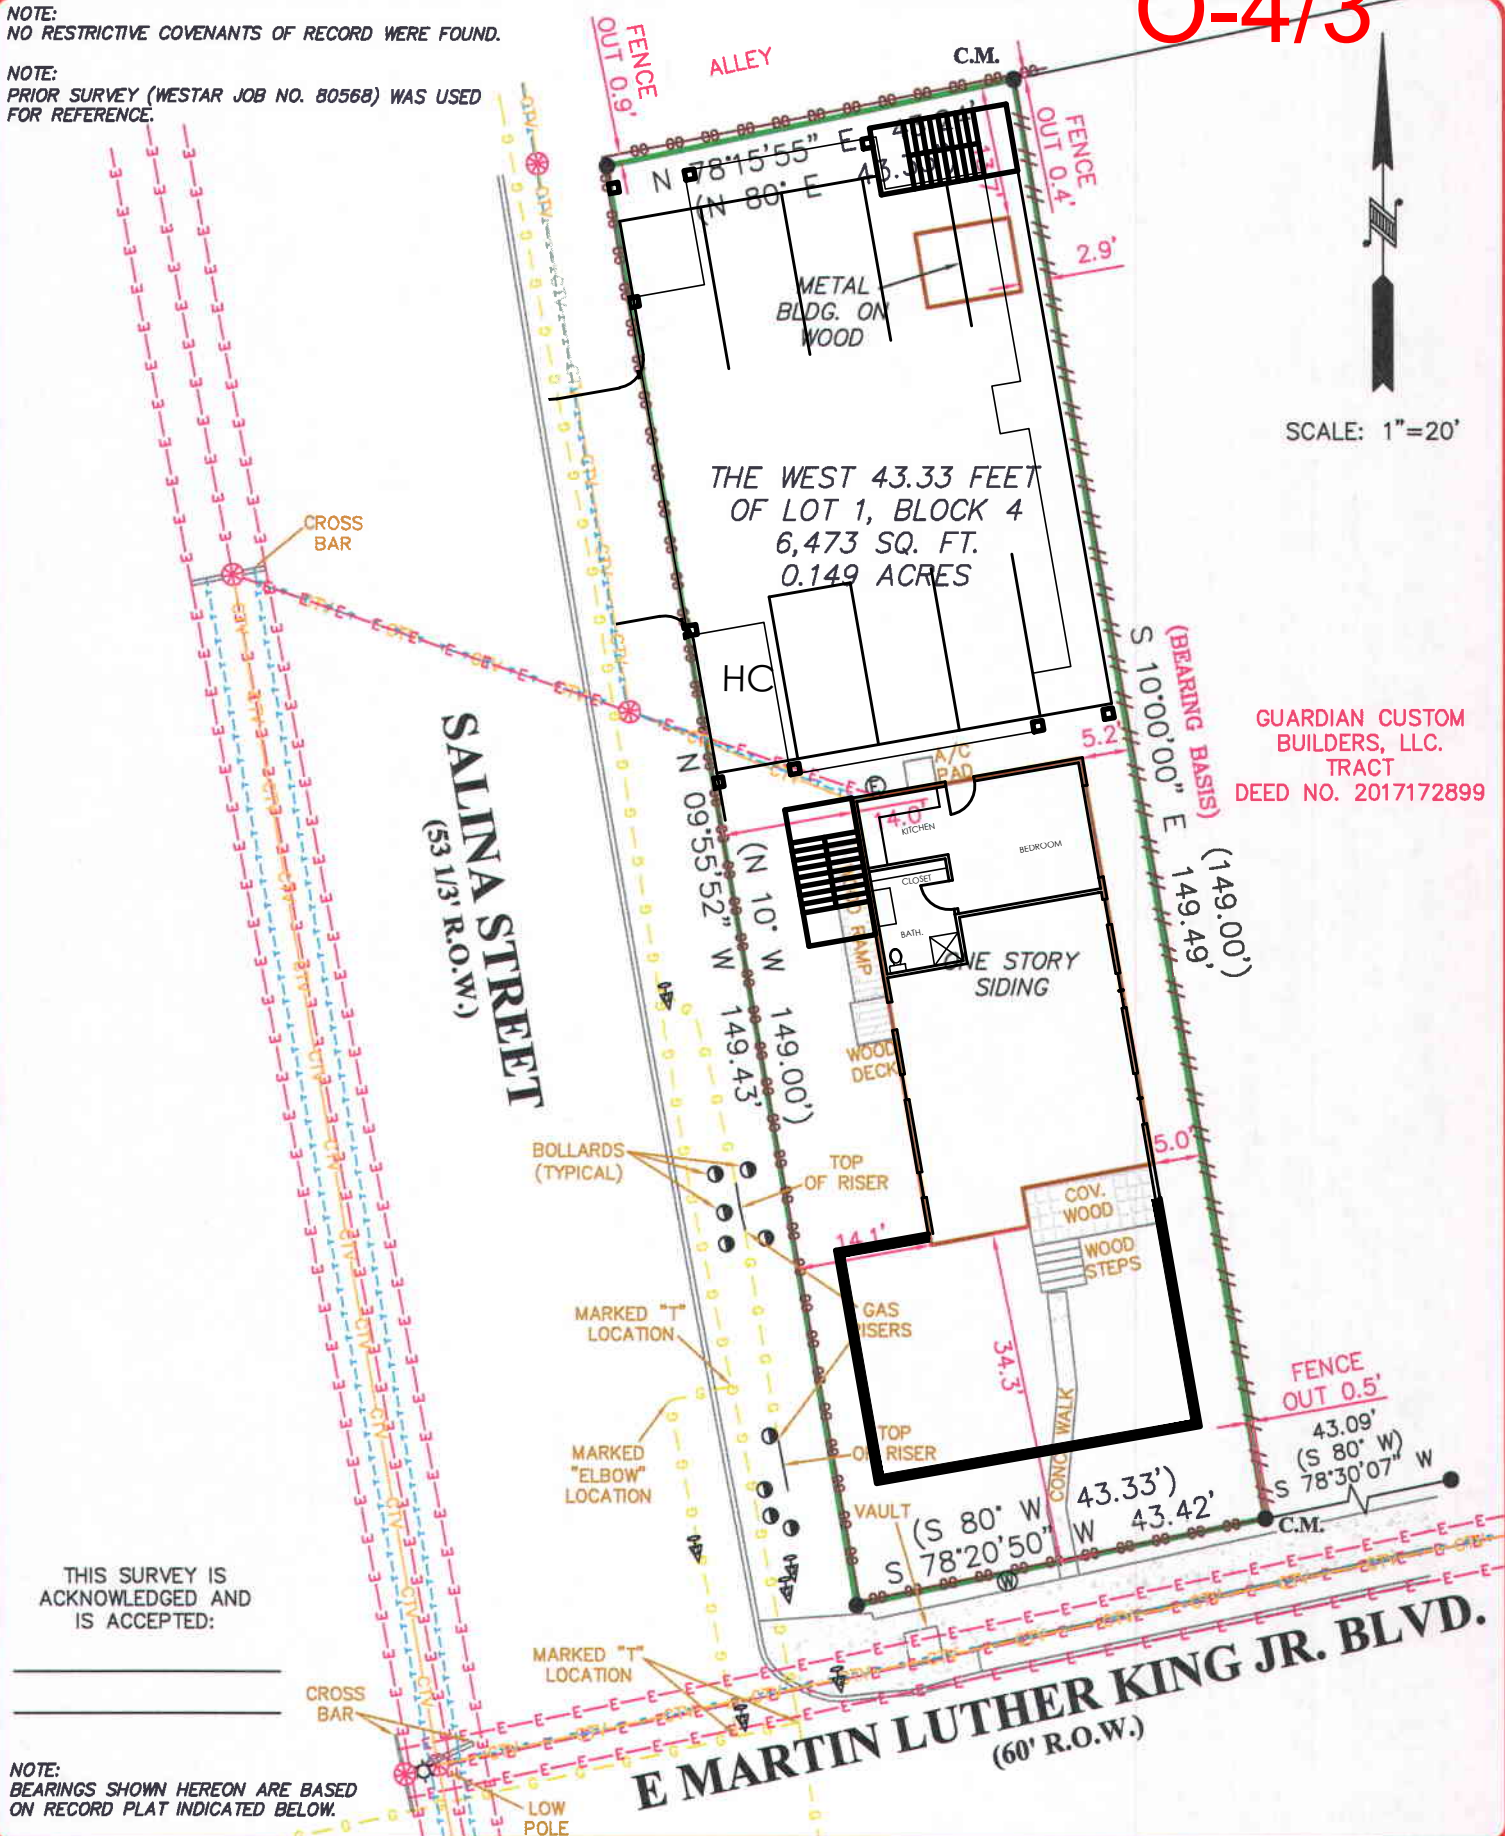 NOTE:
NO RESTRICTIVE COVENANTS OF RECORD WERE FOUND.
NOTE:
PRIOR SURVEY (WESTAR JOB NO. 80568) WAS USED
FOR REFERENCE.
O-4/3
FENCE
OUT 0.9'
ALLEY
C.M.
FENCE
OUT 0.4'
N 78°15'55" E
(N 80° E
2.9'
METAL
BLDG. ON
WOOD
SCALE: 1"=20'
THE WEST 43.33 FEET
OF LOT 1, BLOCK 4
6,473 SQ. FT.
0.149 ACRES
CROSS
BAR
HC
SALINA STREET
(53 1/3' R.O.W.)
(BEARING BASIS)
S 10°00'00" E 149.49'
(149.00')
GUARDIAN CUSTOM
BUILDERS, LLC.
TRACT
DEED NO. 2017172899
5.2'
A/C
PAD
E
14.0'
KITCHEN
BEDROOM
CLOSET
BATH.
N 09°55'52" W 149.43'
(N 10° W 149.00')
RAMP
ONE STORY
SIDING
WOOD
DECK
BOLLARDS
(TYPICAL)
TOP
OF RISER
5.0'
COV.
WOOD
WOOD
STEPS
14.1'
MARKED "T"
LOCATION
GAS
RISERS
34.3'
CONC. WALK
FENCE
OUT 0.5'
43.09'
(S 80° W)
S 78°30'07" W
MARKED
"ELBOW"
LOCATION
TOP
OF RISER
VAULT
(S 80° W 43.33')
S 78°20'50" W 43.42'
C.M.
W
THIS SURVEY IS
ACKNOWLEDGED AND
IS ACCEPTED:
MARKED "T"
LOCATION
CROSS
BAR
E MARTIN LUTHER KING JR. BLVD.
(60' R.O.W.)
NOTE:
BEARINGS SHOWN HEREON ARE BASED
ON RECORD PLAT INDICATED BELOW.
LOW
POLE